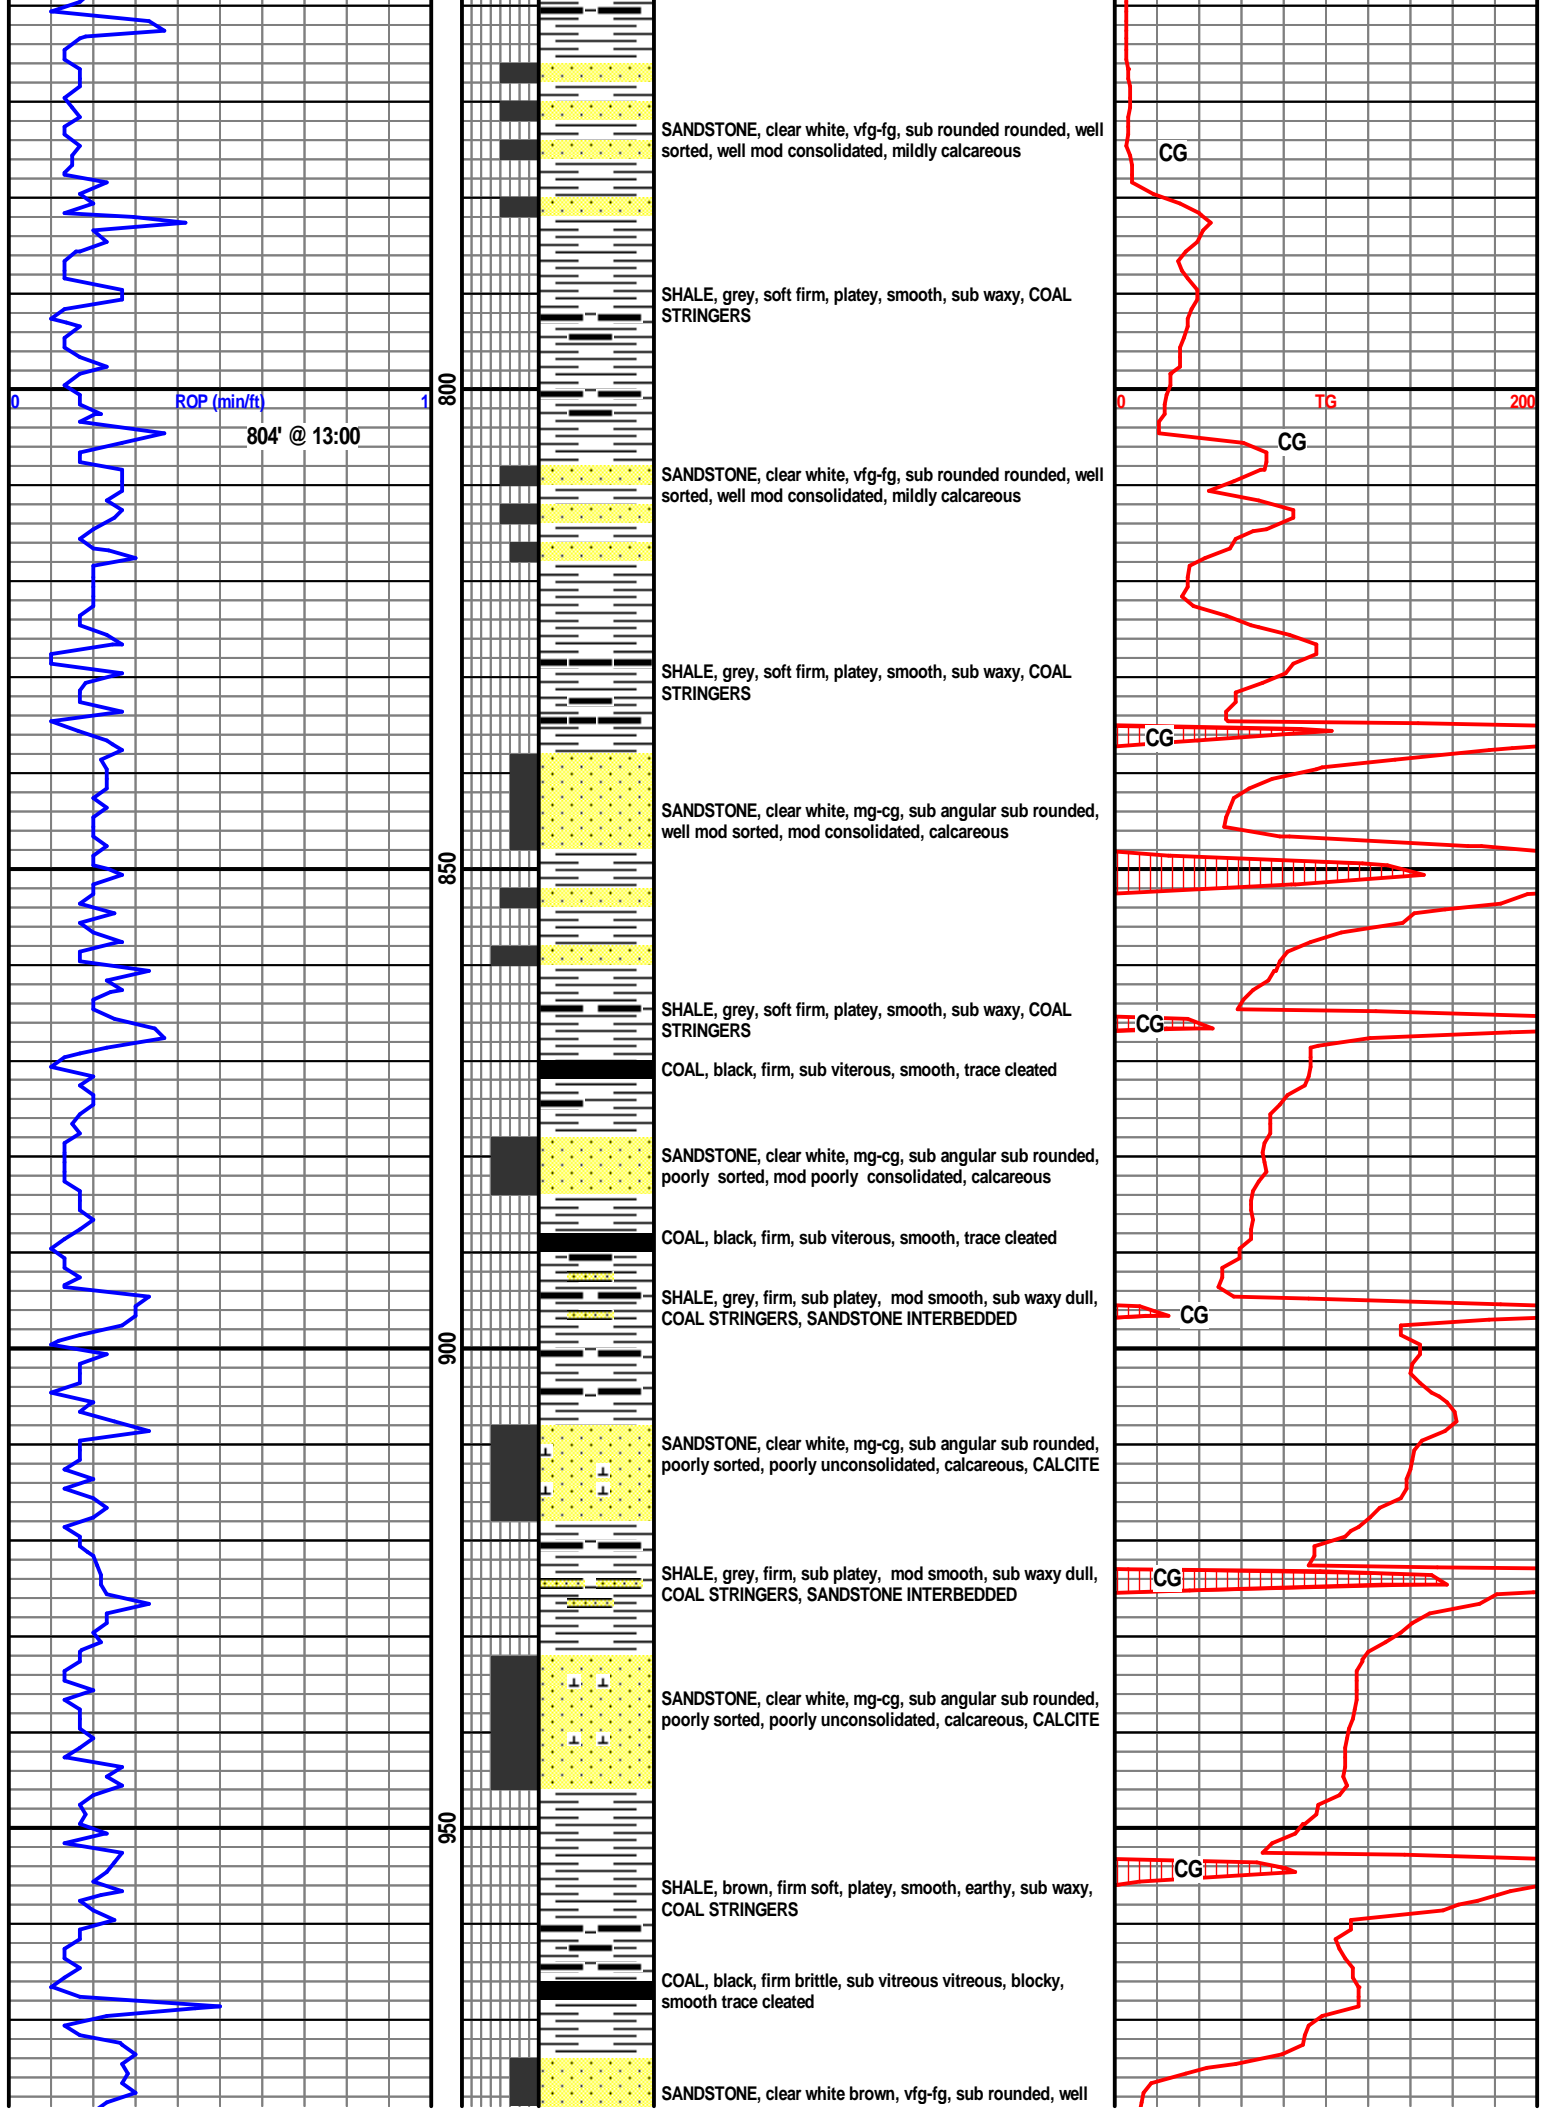 SANDSTONE, clear white, vfg-fg, sub rounded rounded, well
sorted, well mod consolidated, mildly calcareous
CG
SHALE, grey, soft firm, platey, smooth, sub waxy, COAL
STRINGERS
0 ROP (min/ft) 1
800
0 TG 200
804' @ 13:00
CG
SANDSTONE, clear white, vfg-fg, sub rounded rounded, well
sorted, well mod consolidated, mildly calcareous
SHALE, grey, soft firm, platey, smooth, sub waxy, COAL
STRINGERS
CG
SANDSTONE, clear white, mg-cg, sub angular sub rounded,
well mod sorted, mod consolidated, calcareous
850
SHALE, grey, soft firm, platey, smooth, sub waxy, COAL
STRINGERS
CG
COAL, black, firm, sub viterous, smooth, trace cleated
SANDSTONE, clear white, mg-cg, sub angular sub rounded,
poorly  sorted, mod poorly  consolidated, calcareous
COAL, black, firm, sub viterous, smooth, trace cleated
SHALE, grey, firm, sub platey,  mod smooth, sub waxy dull,
COAL STRINGERS, SANDSTONE INTERBEDDED
CG
900
SANDSTONE, clear white, mg-cg, sub angular sub rounded,
poorly sorted, poorly unconsolidated, calcareous, CALCITE
SHALE, grey, firm, sub platey,  mod smooth, sub waxy dull,
COAL STRINGERS, SANDSTONE INTERBEDDED
CG
SANDSTONE, clear white, mg-cg, sub angular sub rounded,
poorly sorted, poorly unconsolidated, calcareous, CALCITE
950
CG
SHALE, brown, firm soft, platey, smooth, earthy, sub waxy,
COAL STRINGERS
COAL, black, firm brittle, sub vitreous vitreous, blocky,
smooth trace cleated
SANDSTONE, clear white brown, vfg-fg, sub rounded, well